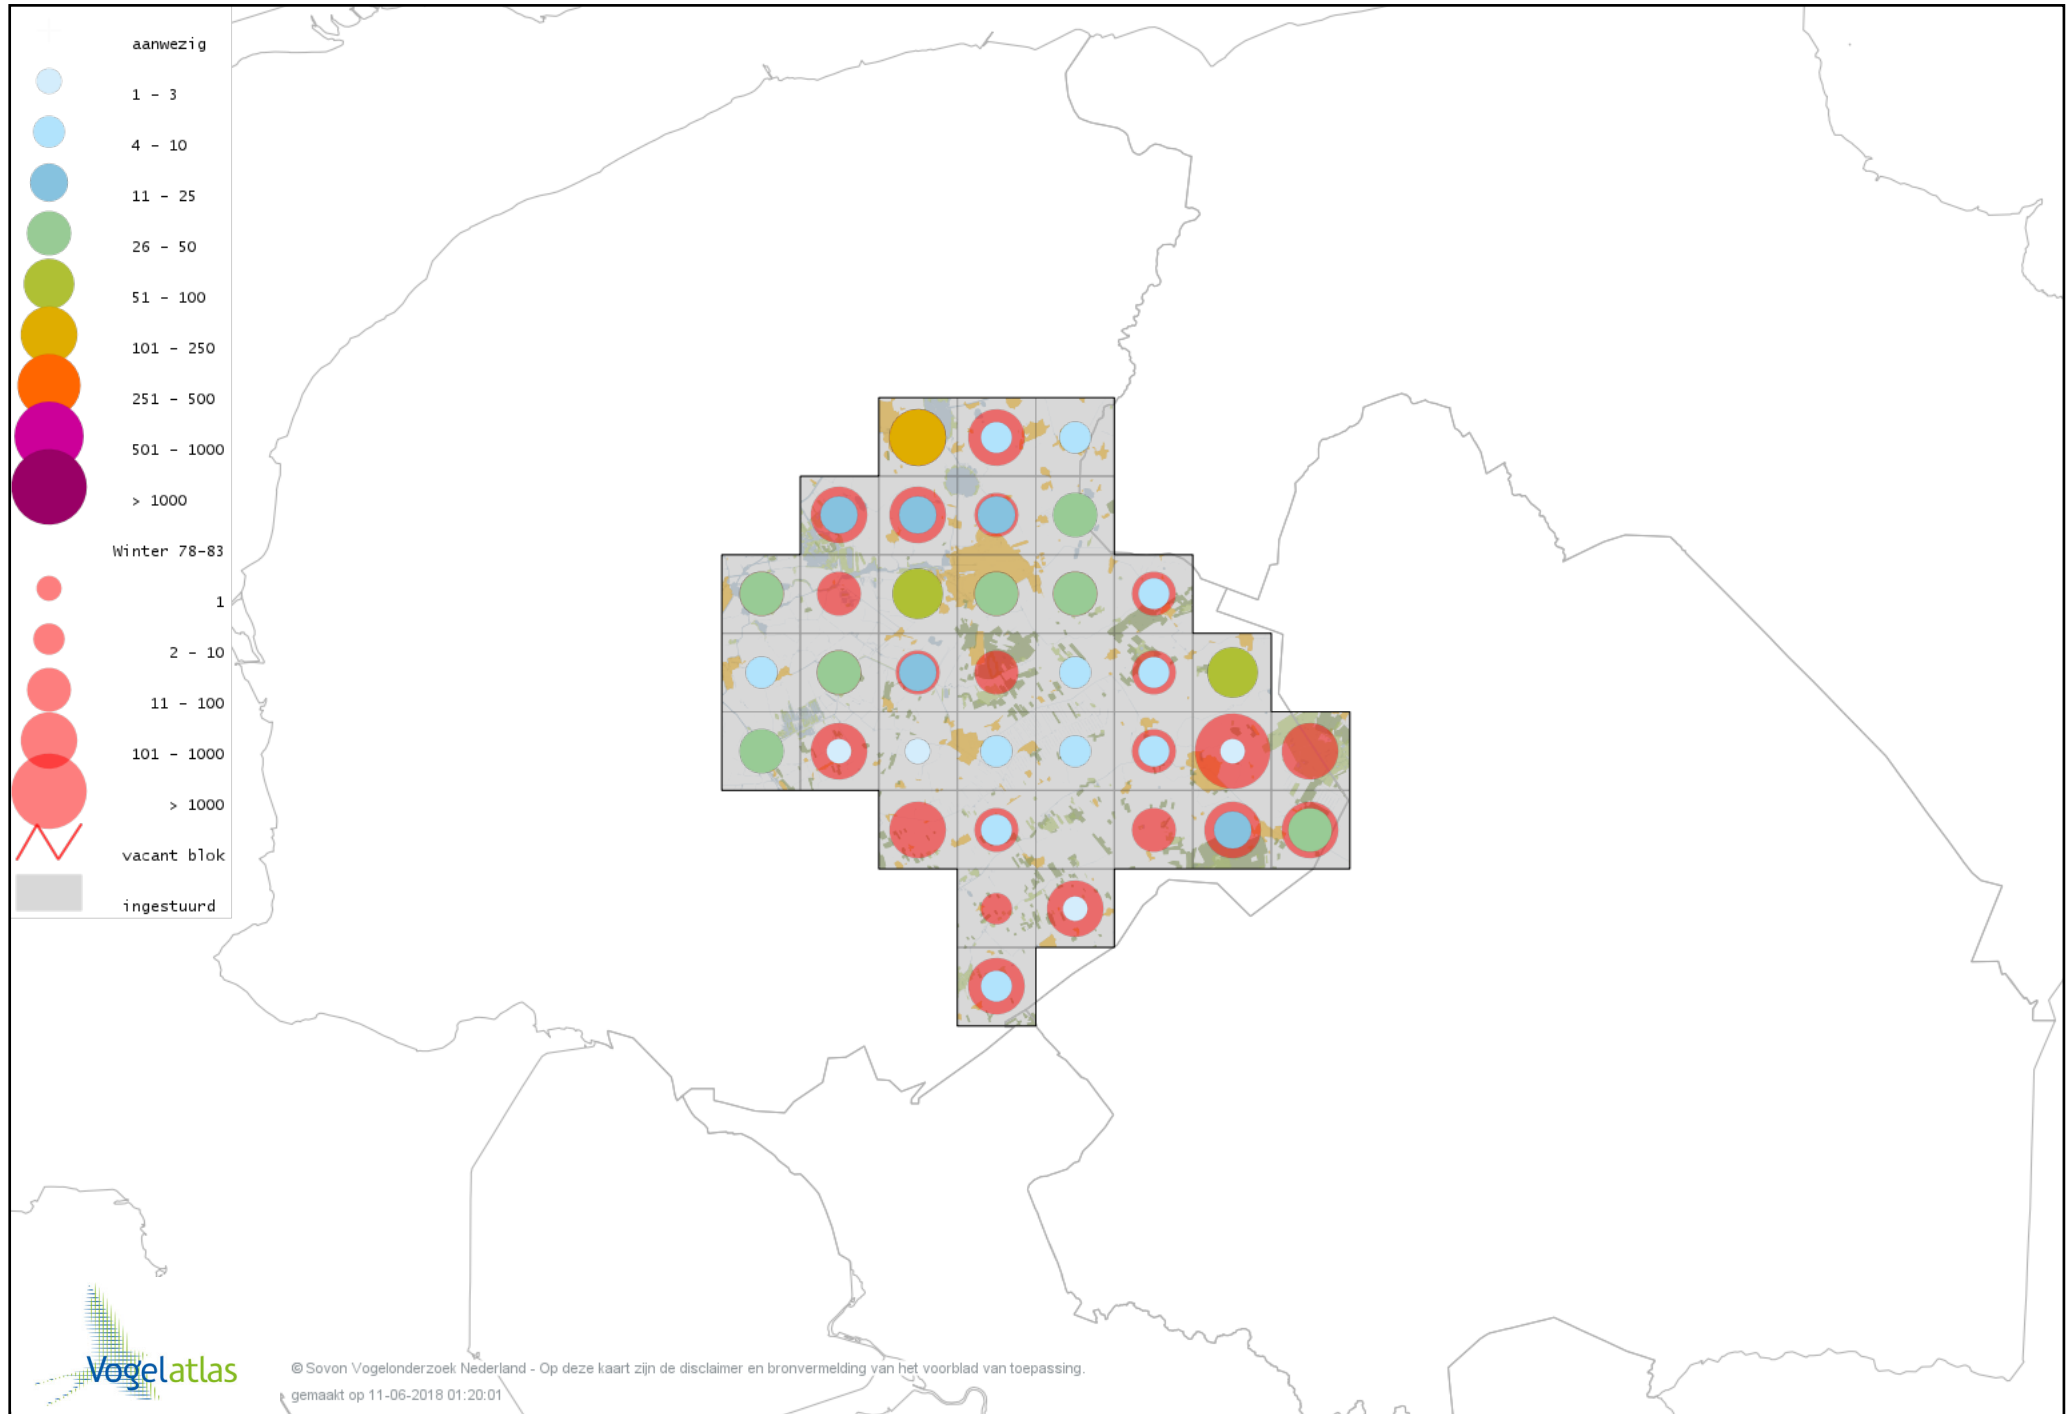 aanwezig
1 - 3
4 - 10
11 - 25
26 - 50
51 - 100
101 - 250
251 - 500
501 - 1000
> 1000
Winter 78-83
1
2 - 10
11 - 100
101 - 1000
> 1000
vacant blok
ingestuurd
Vogelatlas
© Sovon Vogelonderzoek Nederland - Op deze kaart zijn de disclaimer en bronvermelding van het voorblad van toepassing.
gemaakt op 11-06-2018 01:20:01